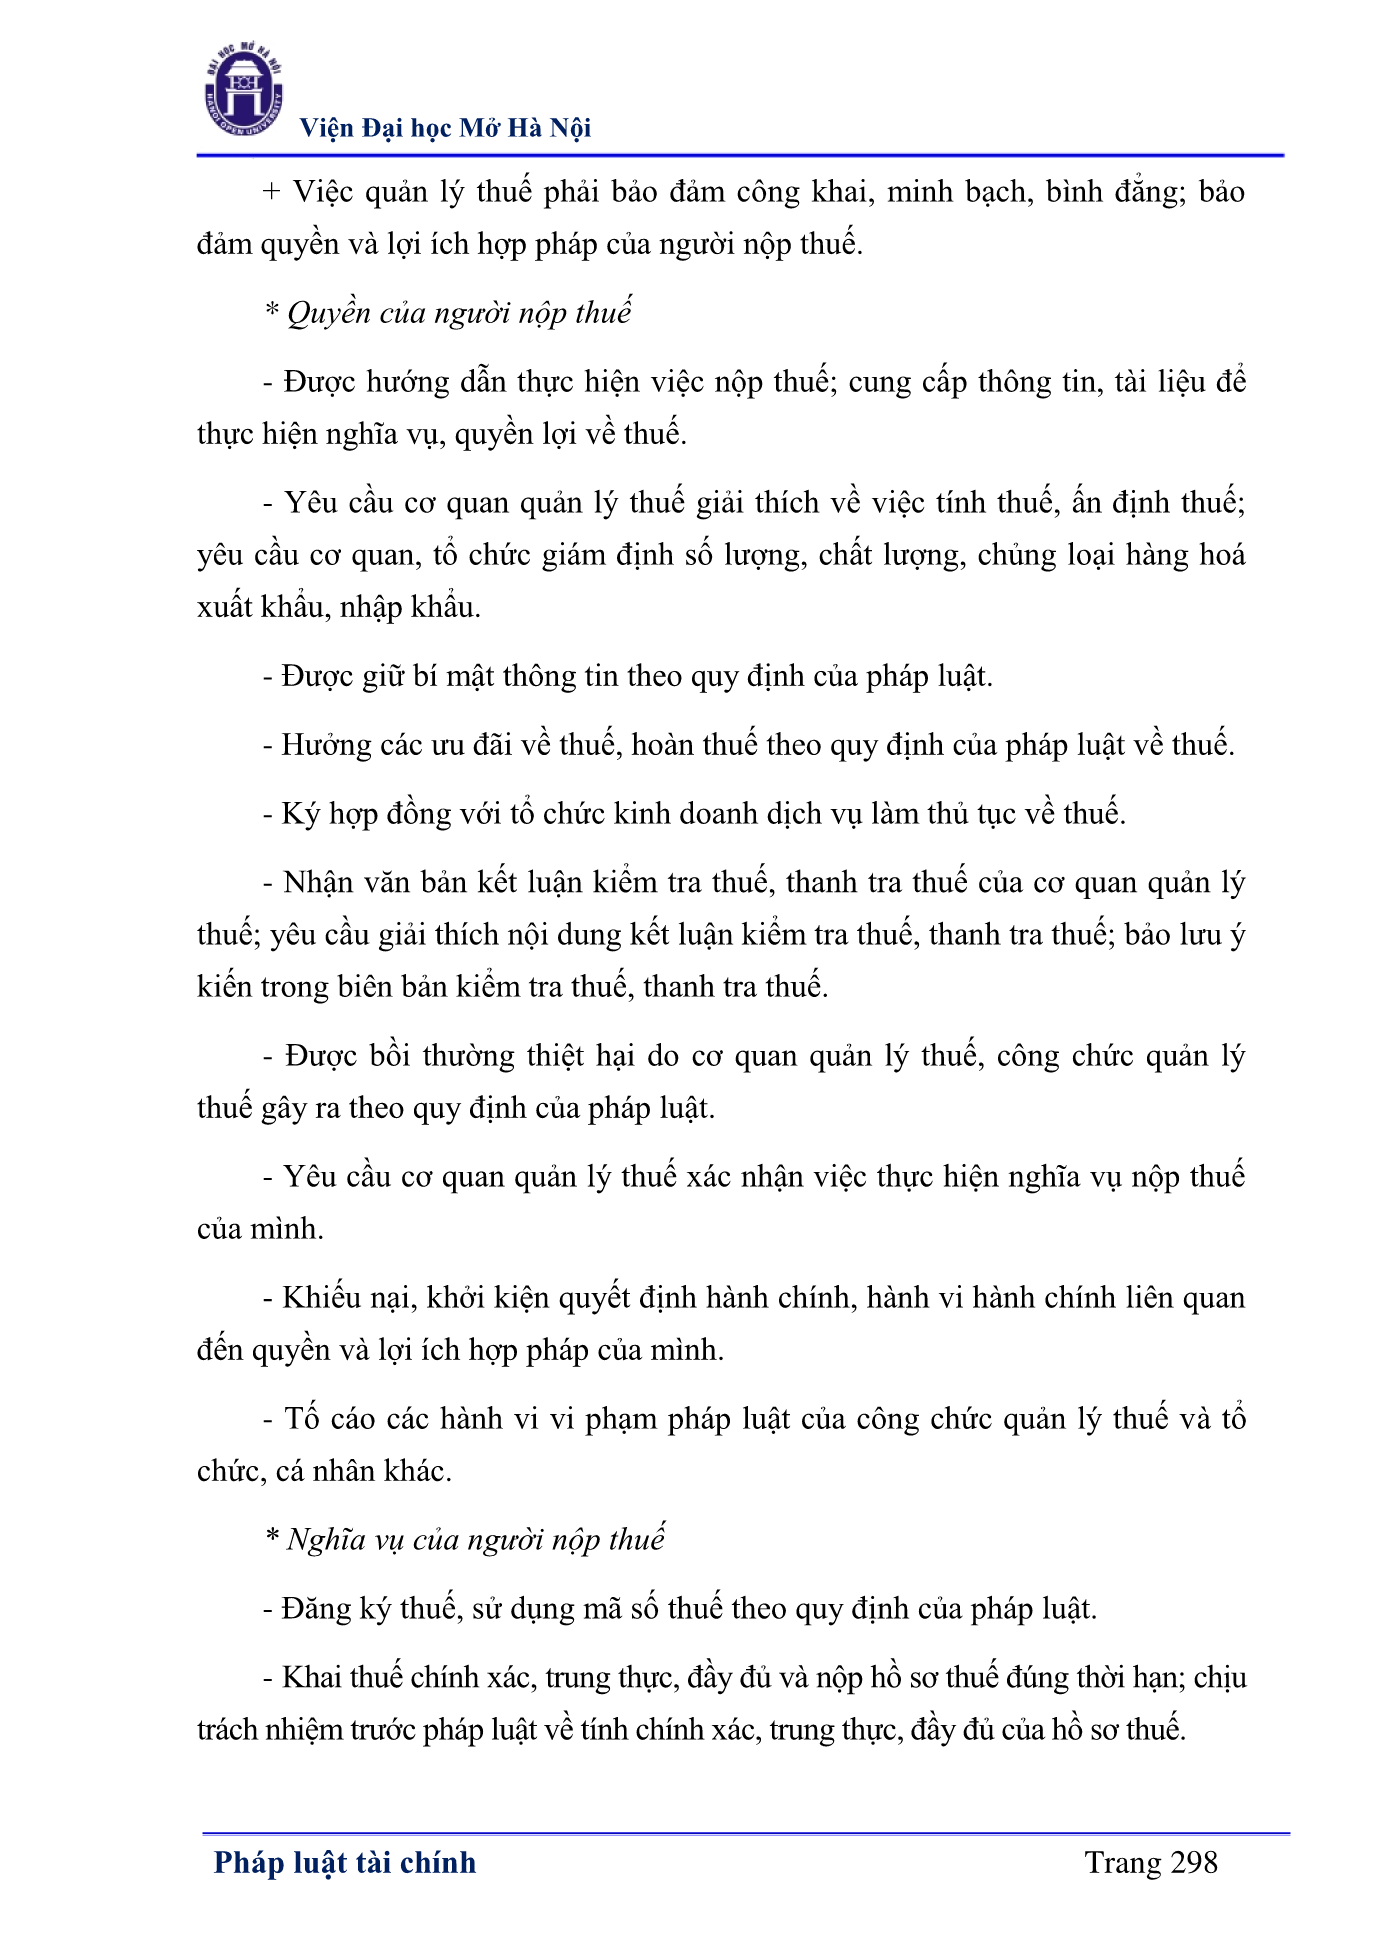 ĐẠI HỌC MỞ HÀ NỘI
HANOI OPEN UNIVERSITY
Viện Đại học Mở Hà Nội
+ Việc quản lý thuế phải bảo đảm công khai, minh bạch, bình đẳng; bảo
đảm quyền và lợi ích hợp pháp của người nộp thuế.
* Quyền của người nộp thuế
- Được hướng dẫn thực hiện việc nộp thuế; cung cấp thông tin, tài liệu để
thực hiện nghĩa vụ, quyền lợi về thuế.
- Yêu cầu cơ quan quản lý thuế giải thích về việc tính thuế, ấn định thuế;
yêu cầu cơ quan, tổ chức giám định số lượng, chất lượng, chủng loại hàng hoá
xuất khẩu, nhập khẩu.
- Được giữ bí mật thông tin theo quy định của pháp luật.
- Hưởng các ưu đãi về thuế, hoàn thuế theo quy định của pháp luật về thuế.
- Ký hợp đồng với tổ chức kinh doanh dịch vụ làm thủ tục về thuế.
- Nhận văn bản kết luận kiểm tra thuế, thanh tra thuế của cơ quan quản lý
thuế; yêu cầu giải thích nội dung kết luận kiểm tra thuế, thanh tra thuế; bảo lưu ý
kiến trong biên bản kiểm tra thuế, thanh tra thuế.
- Được bồi thường thiệt hại do cơ quan quản lý thuế, công chức quản lý
thuế gây ra theo quy định của pháp luật.
- Yêu cầu cơ quan quản lý thuế xác nhận việc thực hiện nghĩa vụ nộp thuế
của mình.
- Khiếu nại, khởi kiện quyết định hành chính, hành vi hành chính liên quan
đến quyền và lợi ích hợp pháp của mình.
- Tố cáo các hành vi vi phạm pháp luật của công chức quản lý thuế và tổ
chức, cá nhân khác.
* Nghĩa vụ của người nộp thuế
- Đăng ký thuế, sử dụng mã số thuế theo quy định của pháp luật.
- Khai thuế chính xác, trung thực, đầy đủ và nộp hồ sơ thuế đúng thời hạn; chịu
trách nhiệm trước pháp luật về tính chính xác, trung thực, đầy đủ của hồ sơ thuế.
Pháp luật tài chính
Trang 298